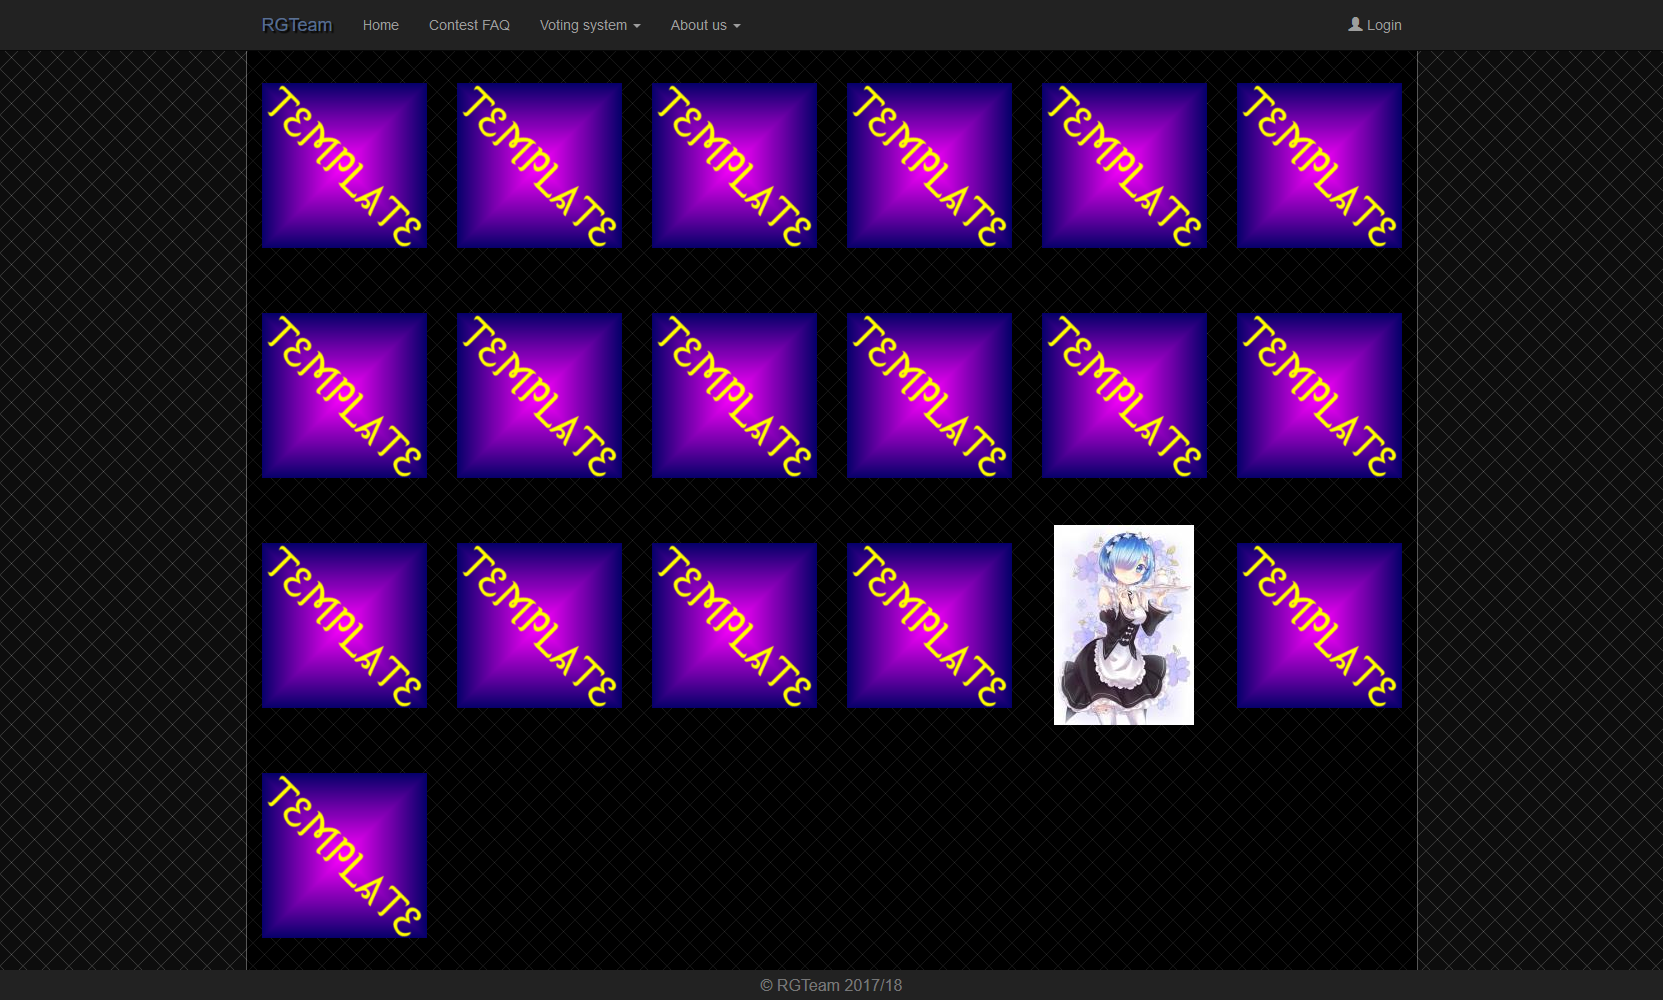 RGTeam Home Contest FAQ Voting system About us Login
TEMPLATE TEMPLATE TEMPLATE TEMPLATE TEMPLATE TEMPLATE
TEMPLATE TEMPLATE TEMPLATE TEMPLATE TEMPLATE TEMPLATE
TEMPLATE TEMPLATE TEMPLATE TEMPLATE TEMPLATE
TEMPLATE
© RGTeam 2017/18